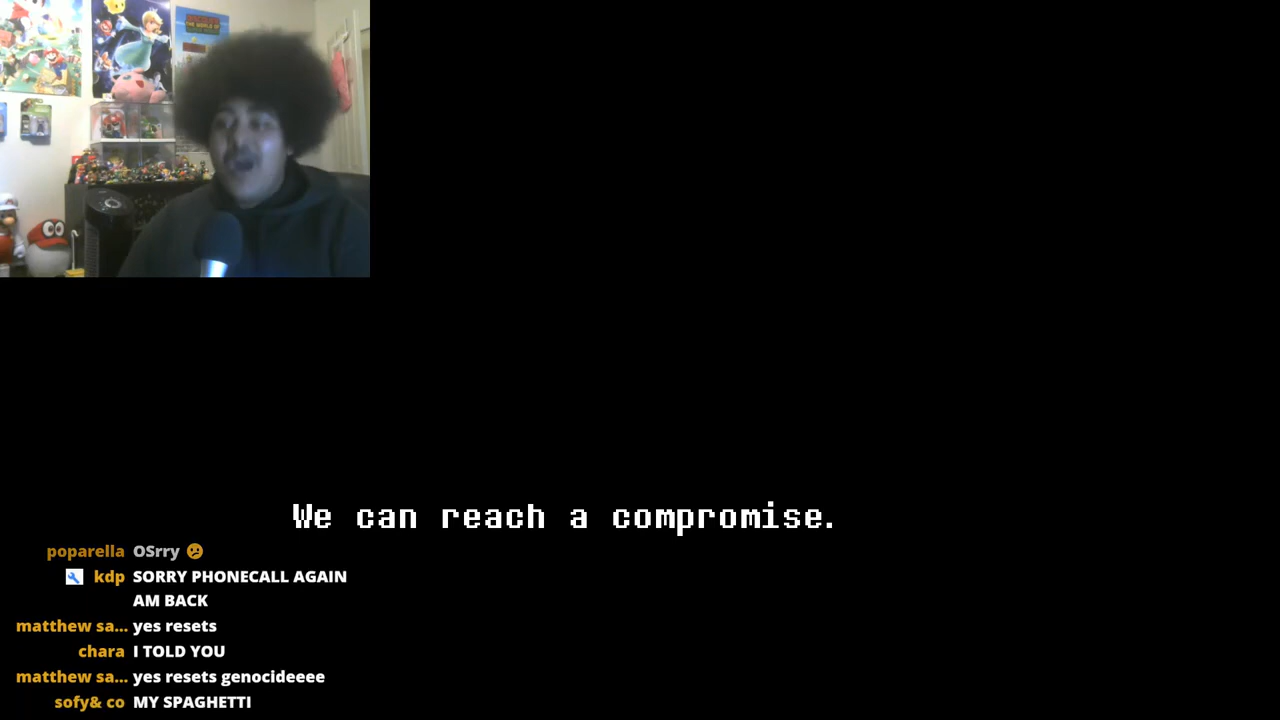 We can reach a compromise.
poparella OSrry
kdp SORRY PHONECALL AGAIN
AM BACK
matthew sa... yes resets
chara I TOLD YOU
matthew sa... yes resets genocideeee
sofy& co MY SPAGHETTI